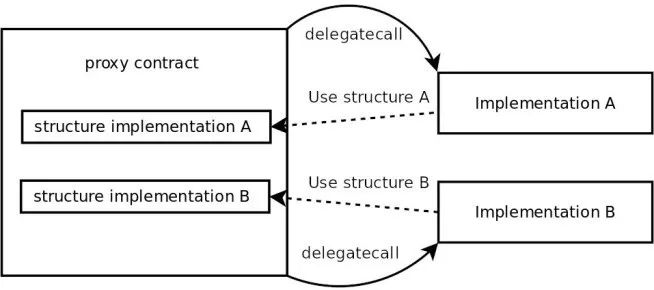 delegatecall
proxy contract
Use structure A
Implementation A
structure implementation A
Use structure B
structure implementation B
Implementation B
delegatecall